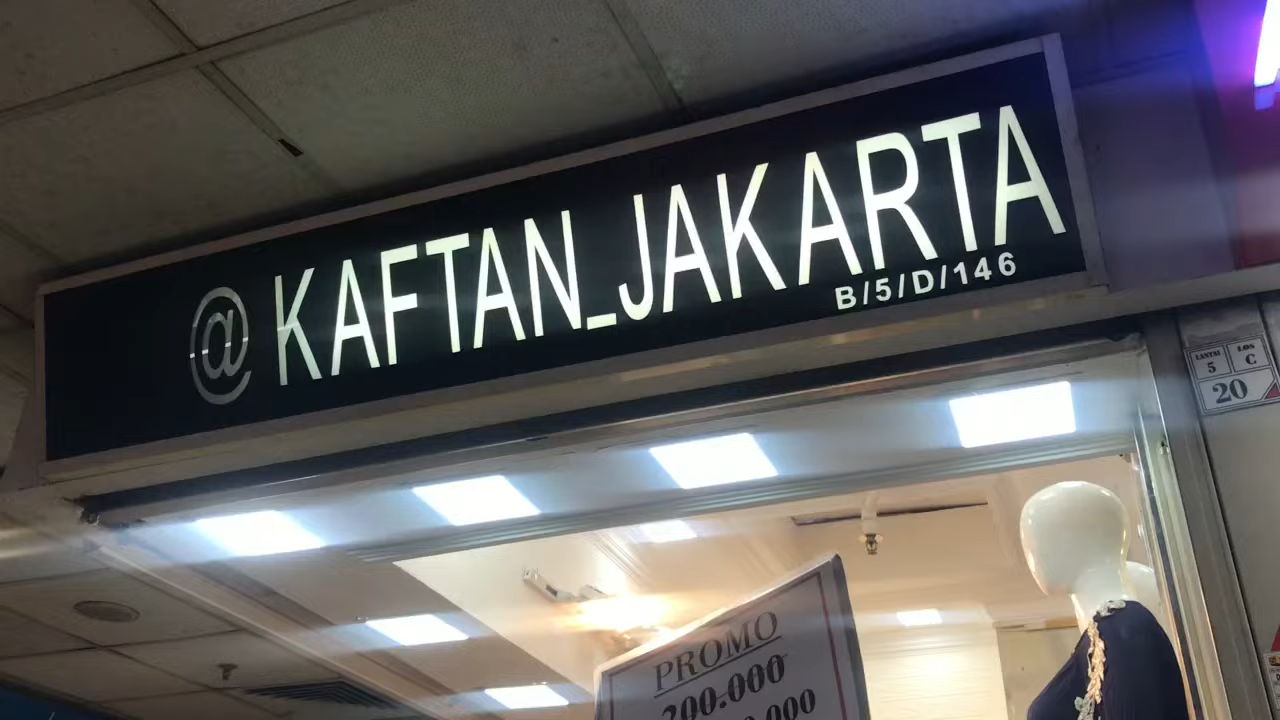 @ KAFTAN_JAKARTA
B/5/D/146
LANTAI
5
LOS
C
20
PROMO
200.000